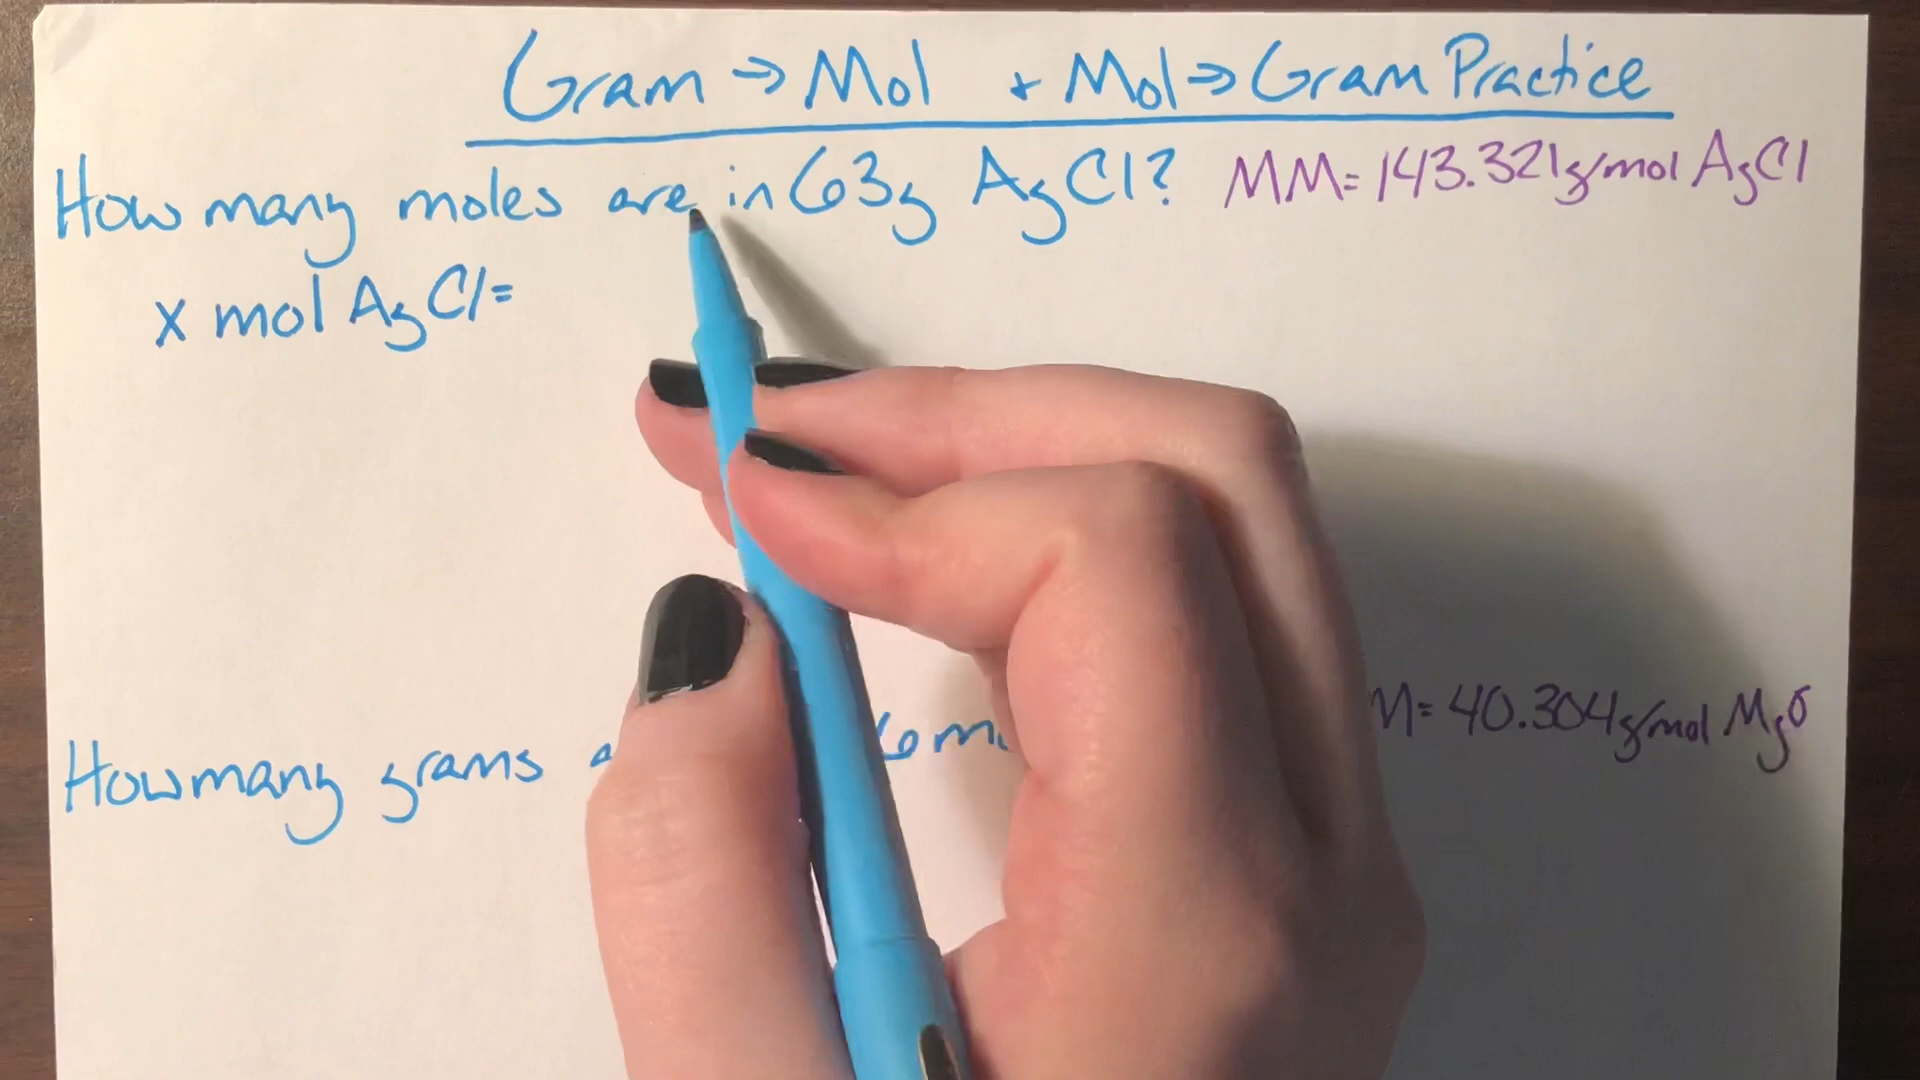 Gram → Mol + Mol → Gram Practice
How many moles are in 63g AgCl? MM= 143.321g/mol AgCl
x mol AgCl=
How many grams M= 40.304g/mol MgO